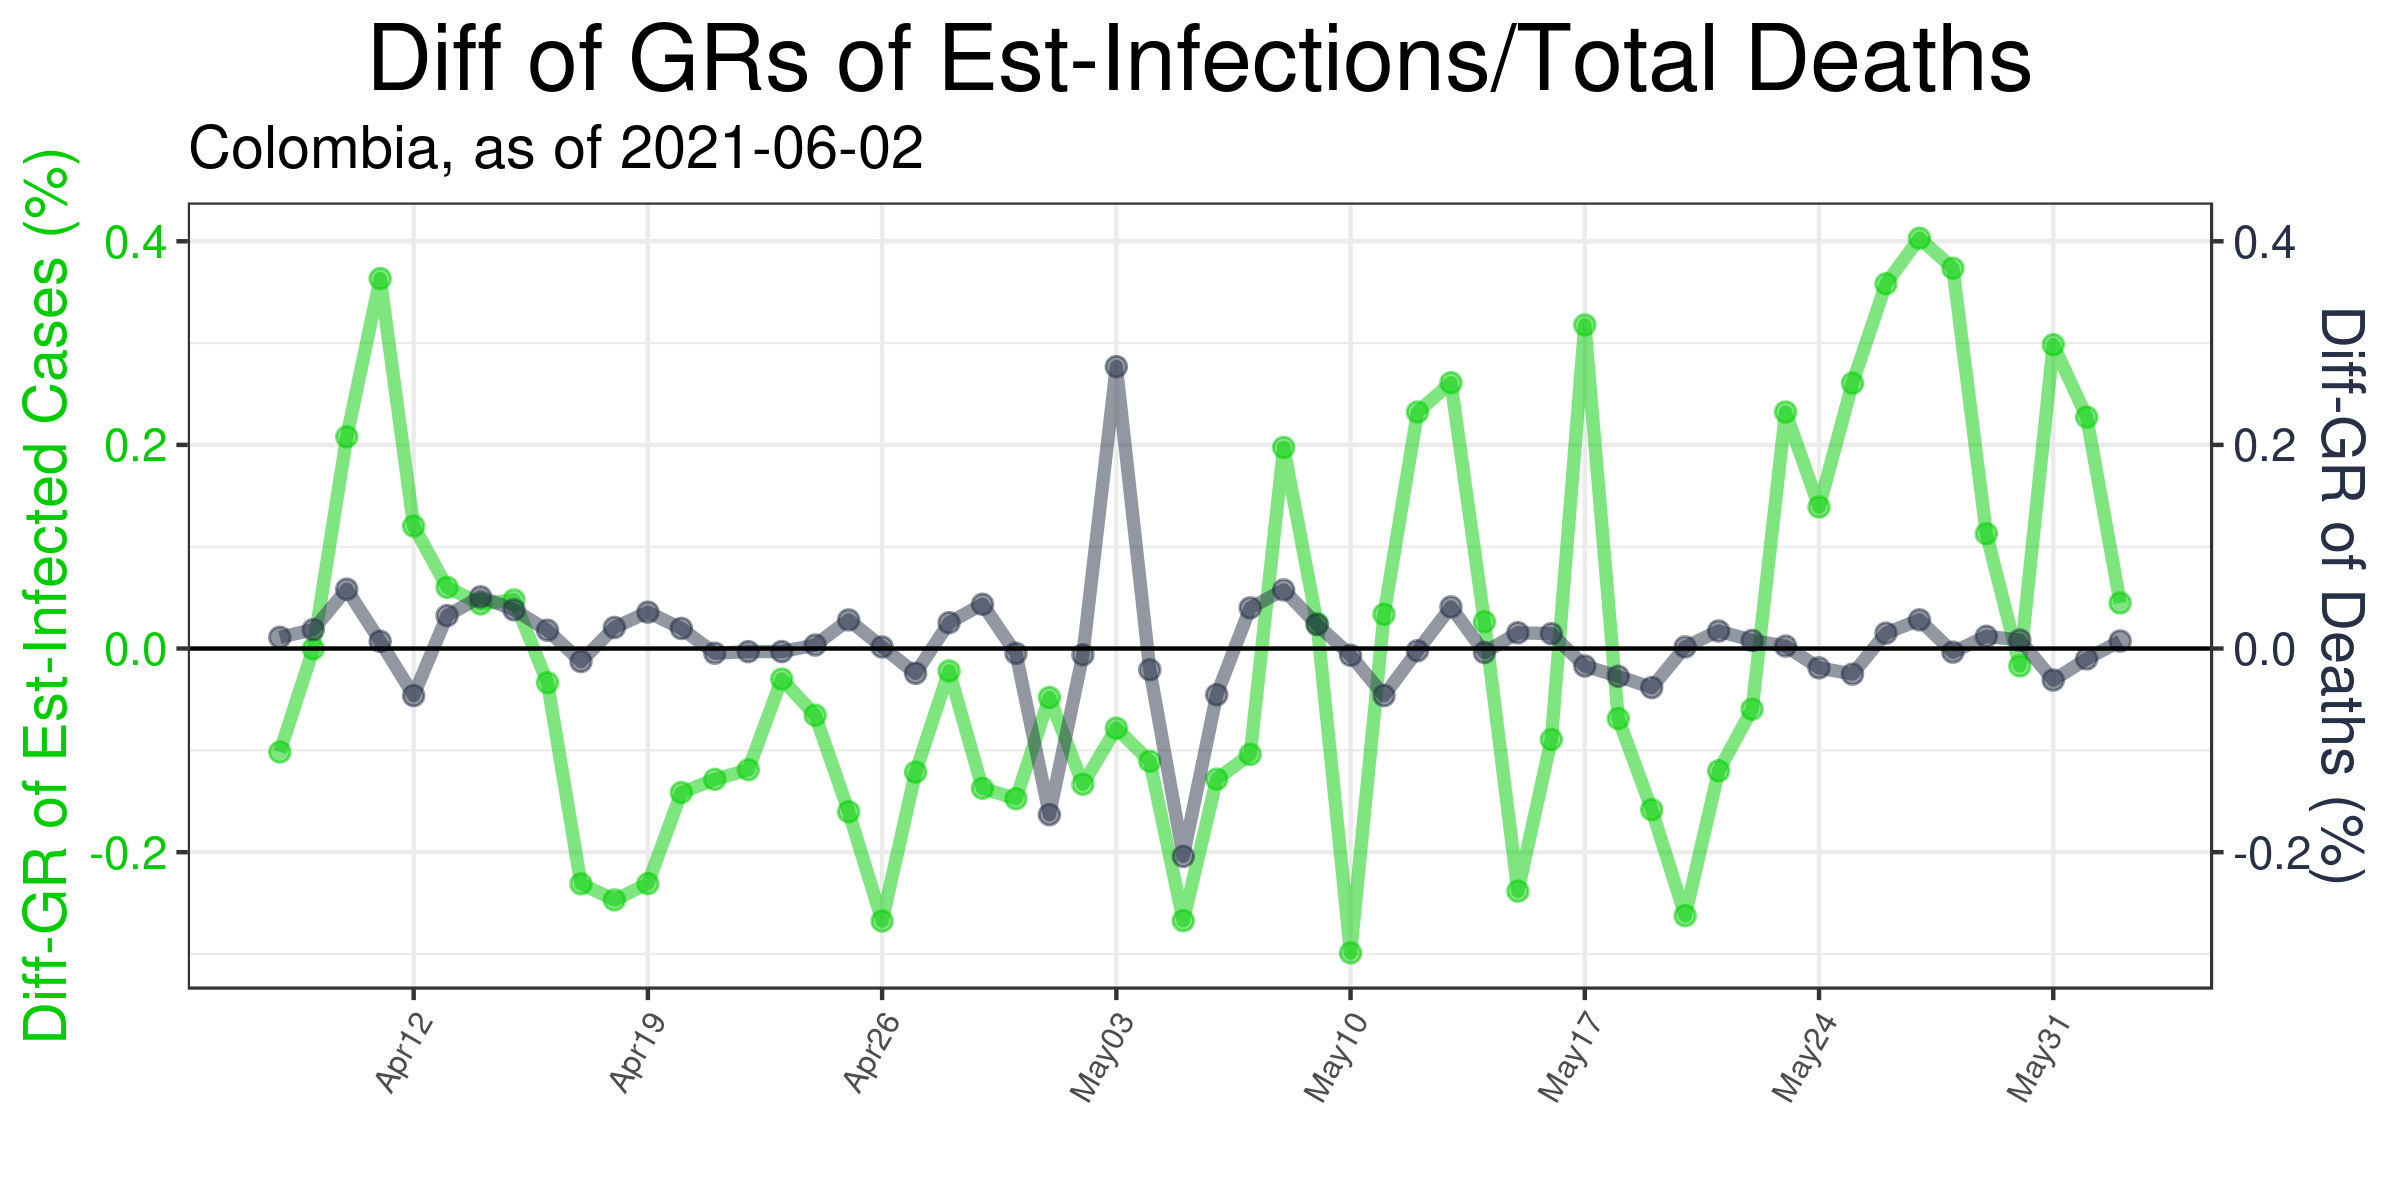 Diff of GRs of Est-Infections/Total Deaths
Colombia, as of 2021-06-02
Diff-GR of Est-Infected Cases (%)
0.4
0.2
0.0
-0.2
0.4
0.2
0.0
-0.2
Diff-GR of Deaths (%)
Apr12
Apr19
Apr26
May03
May10
May17
May24
May31